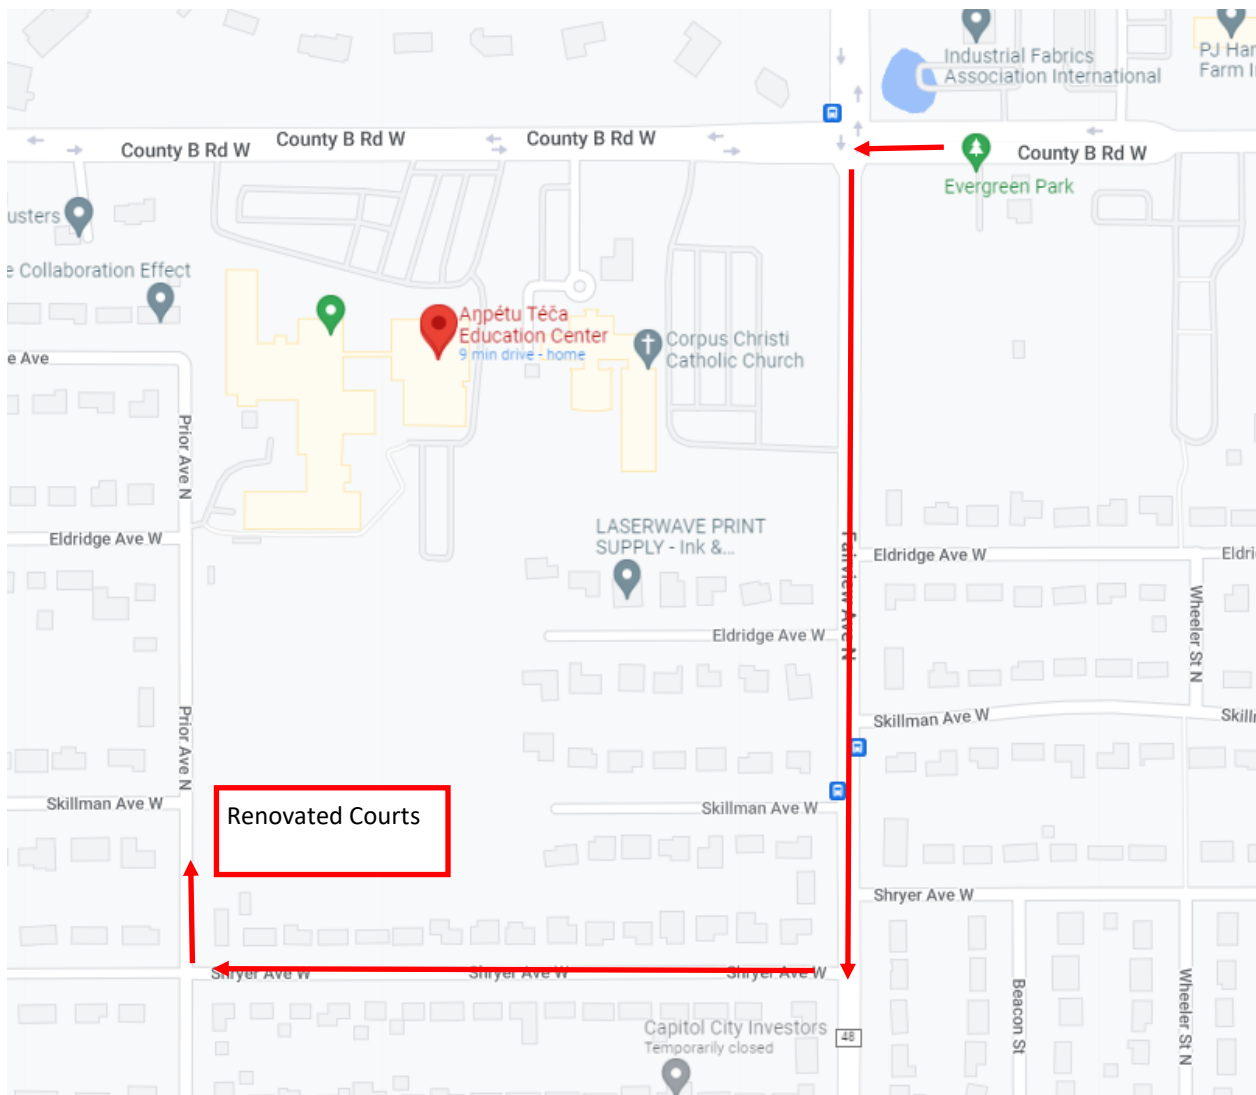 Industrial Fabrics
Association International
PJ Har
Farm I
County B Rd W
County B Rd W
County B Rd W
County B Rd W
Evergreen Park
usters
e Collaboration Effect
Aŋpétu Téča
Education Center
9 min drive - home
Corpus Christi
Catholic Church
e Ave
Prior Ave N
Eldridge Ave W
LASERWAVE PRINT
SUPPLY - Ink &...
Fairview Ave N
Eldridge Ave W
Eldri
Wheeler St N
Eldridge Ave W
Prior Ave N
Skillman Ave W
Skill
Skillman Ave W
Renovated Courts
Skillman Ave W
Shryer Ave W
Shryer Ave W
Shryer Ave W
Shryer Ave W
Beacon St
Wheeler St N
Capitol City Investors
Temporarily closed
48